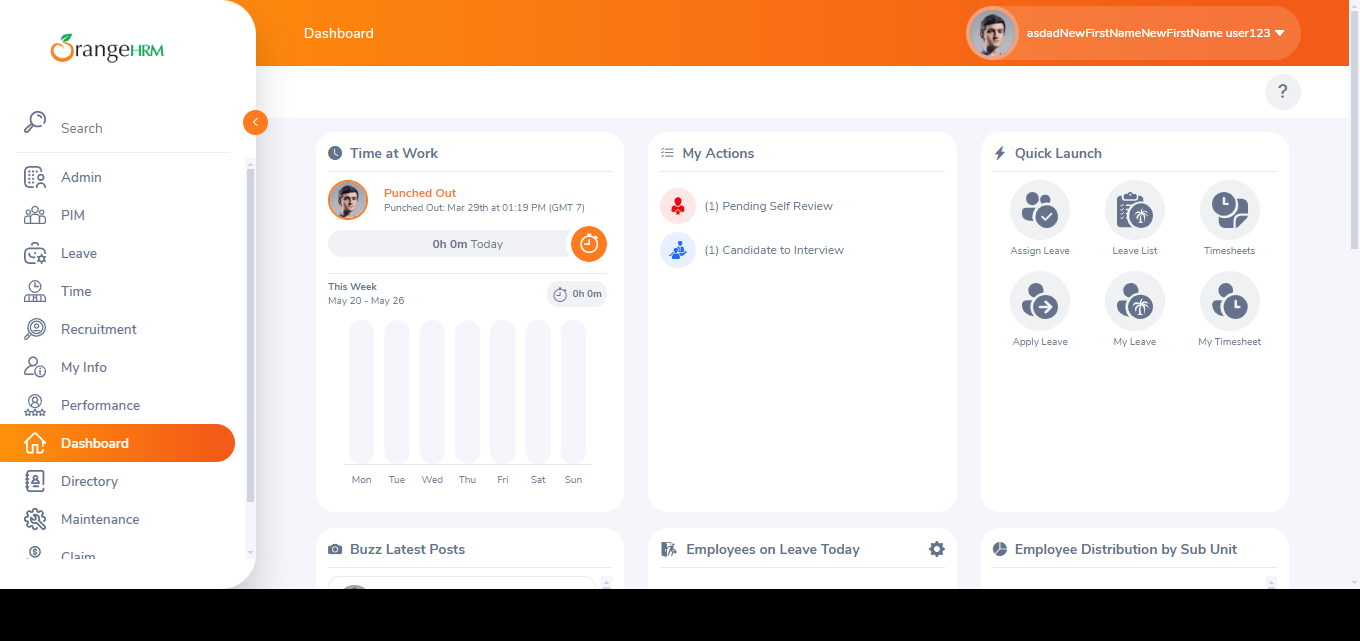 OrangeHRM
Dashboard
asdadNewFirstNameNewFirstName user123
?
Search
Admin
PIM
Leave
Time
Recruitment
My Info
Performance
Dashboard
Directory
Maintenance
Claim
Time at Work
Punched Out
Punched Out: Mar 29th at 01:19 PM (GMT 7)
0h 0m Today
This Week
May 20 - May 26
0h 0m
Mon Tue Wed Thu Fri Sat Sun
My Actions
(1) Pending Self Review
(1) Candidate to Interview
Quick Launch
Assign Leave Leave List Timesheets
Apply Leave My Leave My Timesheet
Buzz Latest Posts
Employees on Leave Today
Employee Distribution by Sub Unit